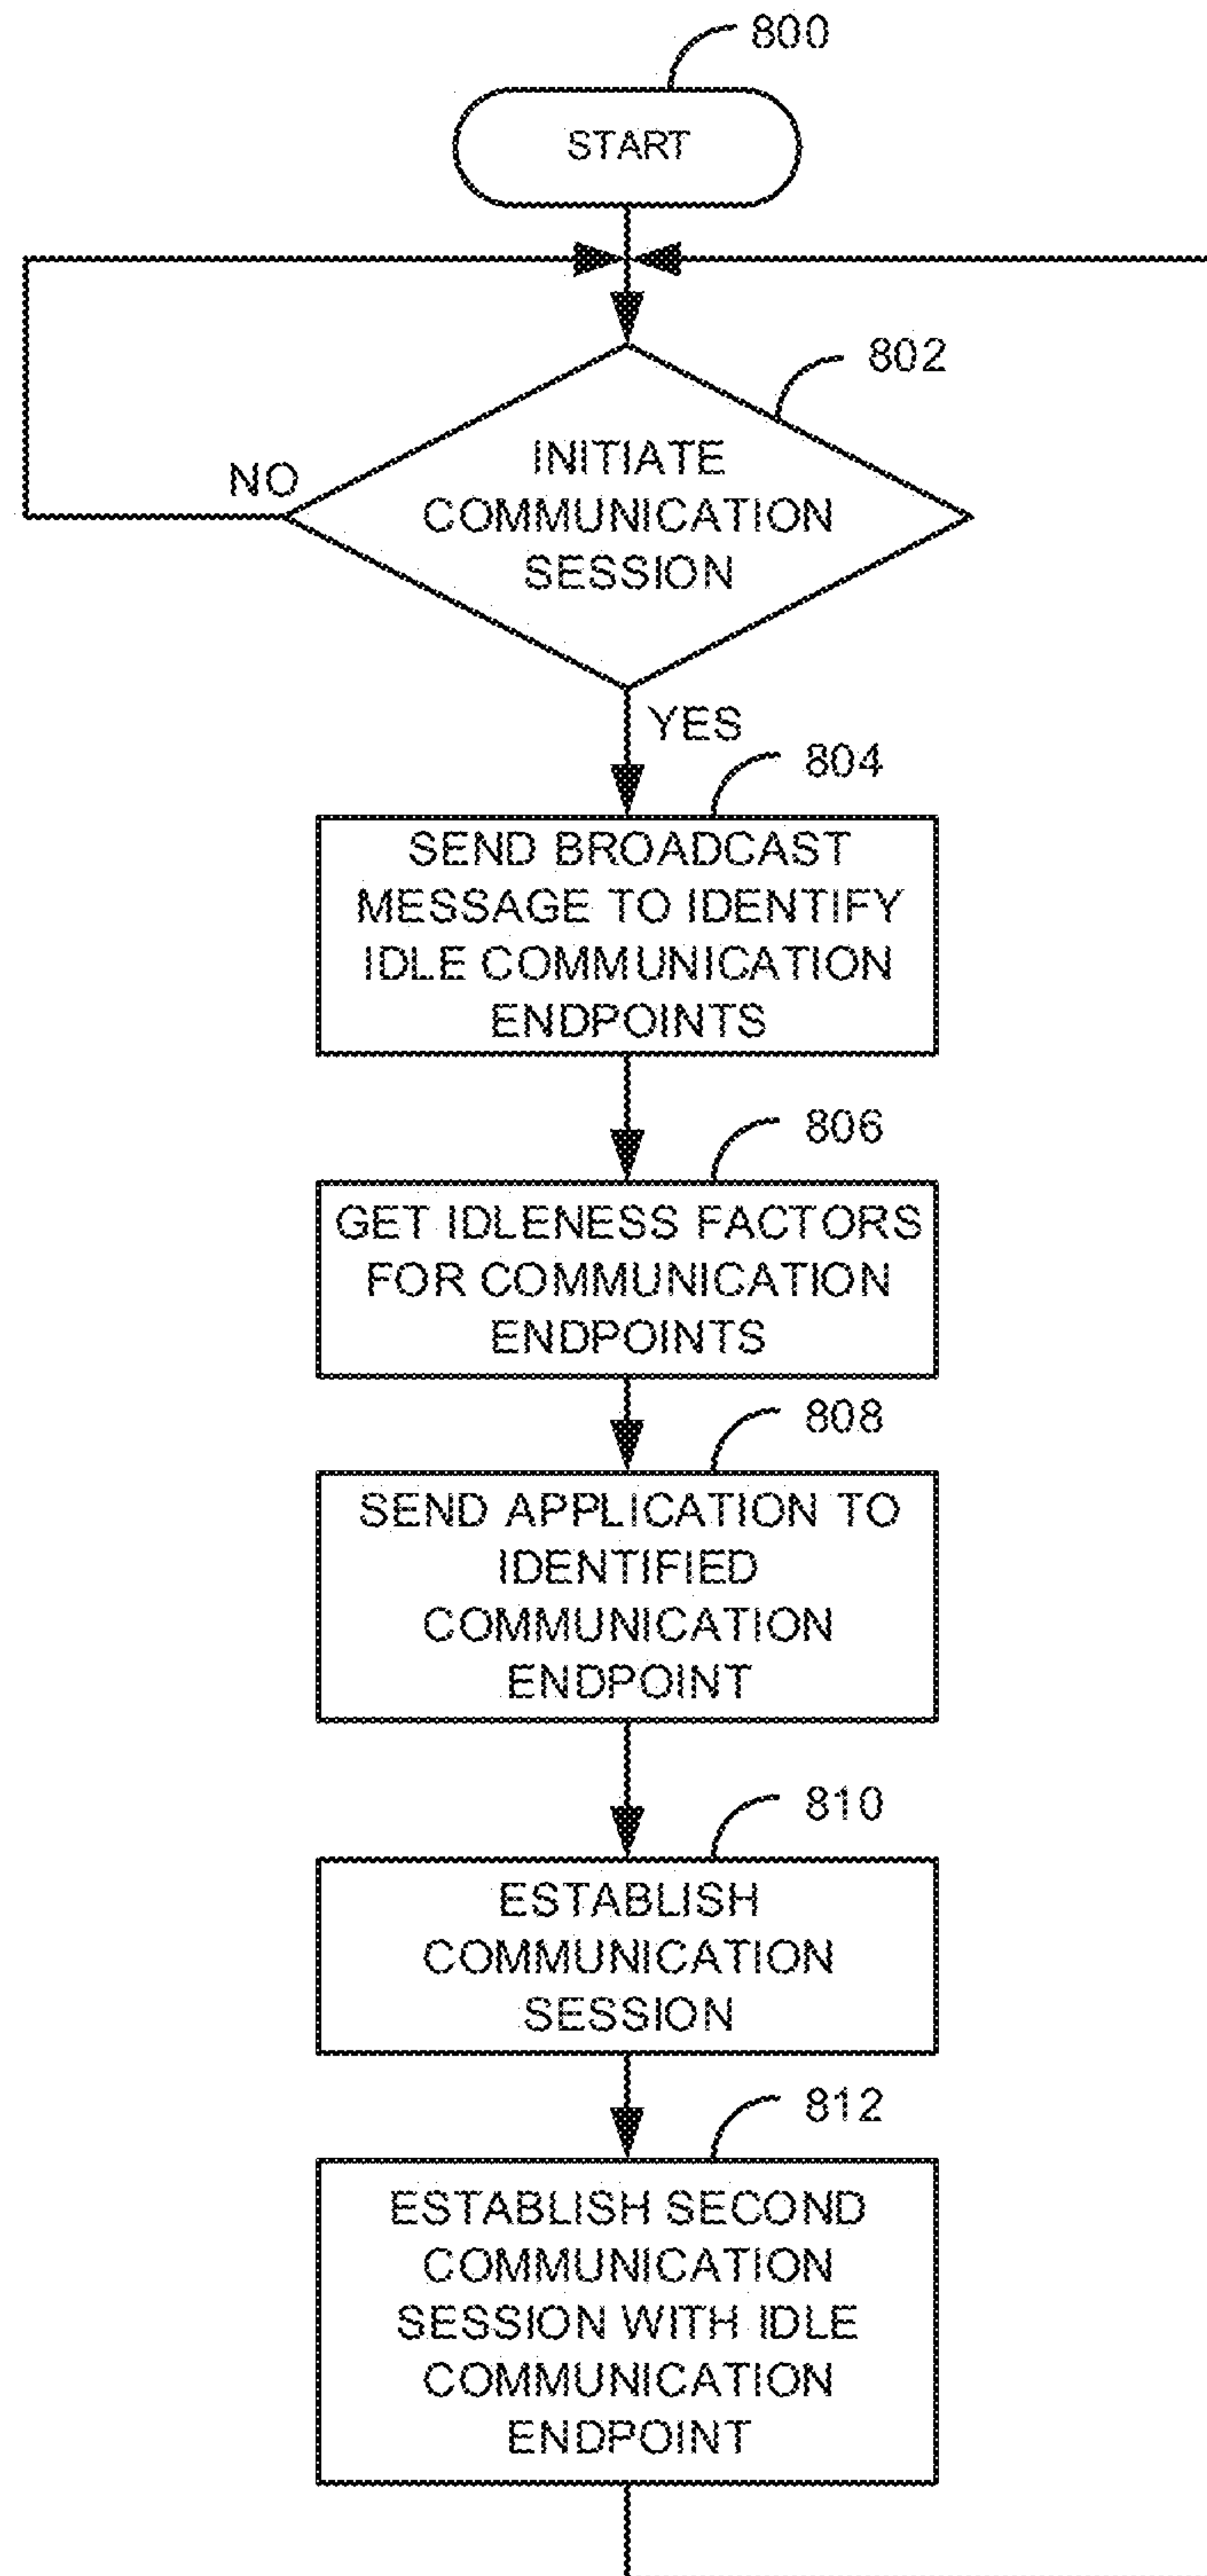 800
START
802
INITIATE
COMMUNICATION
SESSION
NO
YES
804
SEND BROADCAST
MESSAGE TO IDENTIFY
IDLE COMMUNICATION
ENDPOINTS
806
GET IDLENESS FACTORS
FOR COMMUNICATION
ENDPOINTS
808
SEND APPLICATION TO
IDENTIFIED
COMMUNICATION
ENDPOINT
810
ESTABLISH
COMMUNICATION
SESSION
812
ESTABLISH SECOND
COMMUNICATION
SESSION WITH IDLE
COMMUNICATION
ENDPOINT